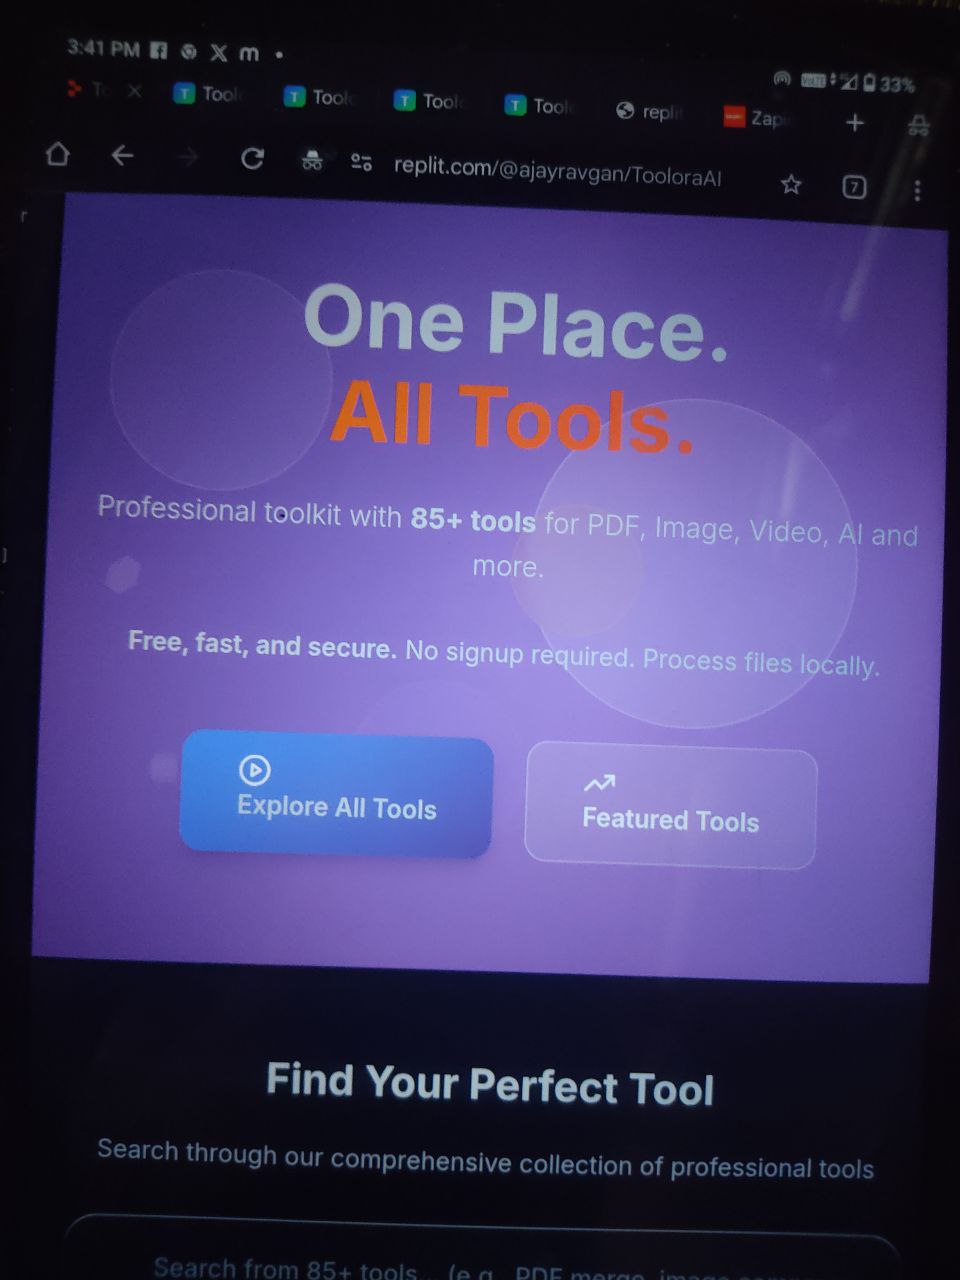 3:41 PM
VoLTE 33%
To
Tool
Tool
Tool
Tool
repli
Zap
replit.com/@ajayravgan/TooloraAI
7
One Place.
All Tools.
Professional toolkit with 85+ tools for PDF, Image, Video, AI and
more.
Free, fast, and secure. No signup required. Process files locally.
Explore All Tools
Featured Tools
Find Your Perfect Tool
Search through our comprehensive collection of professional tools
Search from 85+ tools... (e.g., PDF merge, image